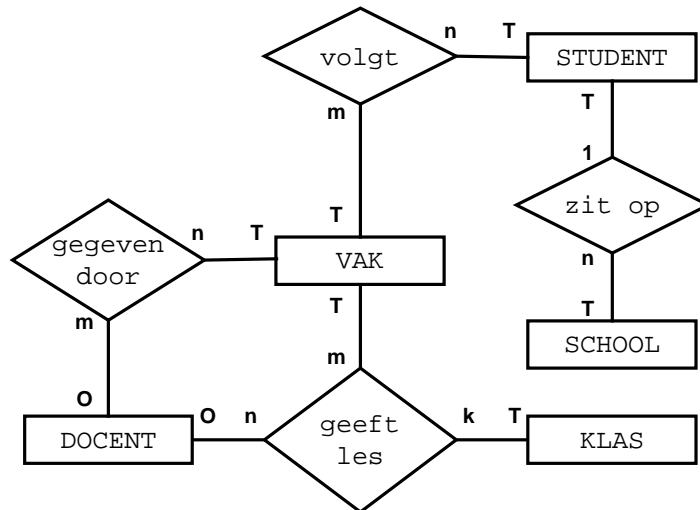 n T
volgt STUDENT
m T
1
T zit op
gegeven n T
door VAK n
m T T
m SCHOOL
O O n k T
DOCENT geeft KLAS
les